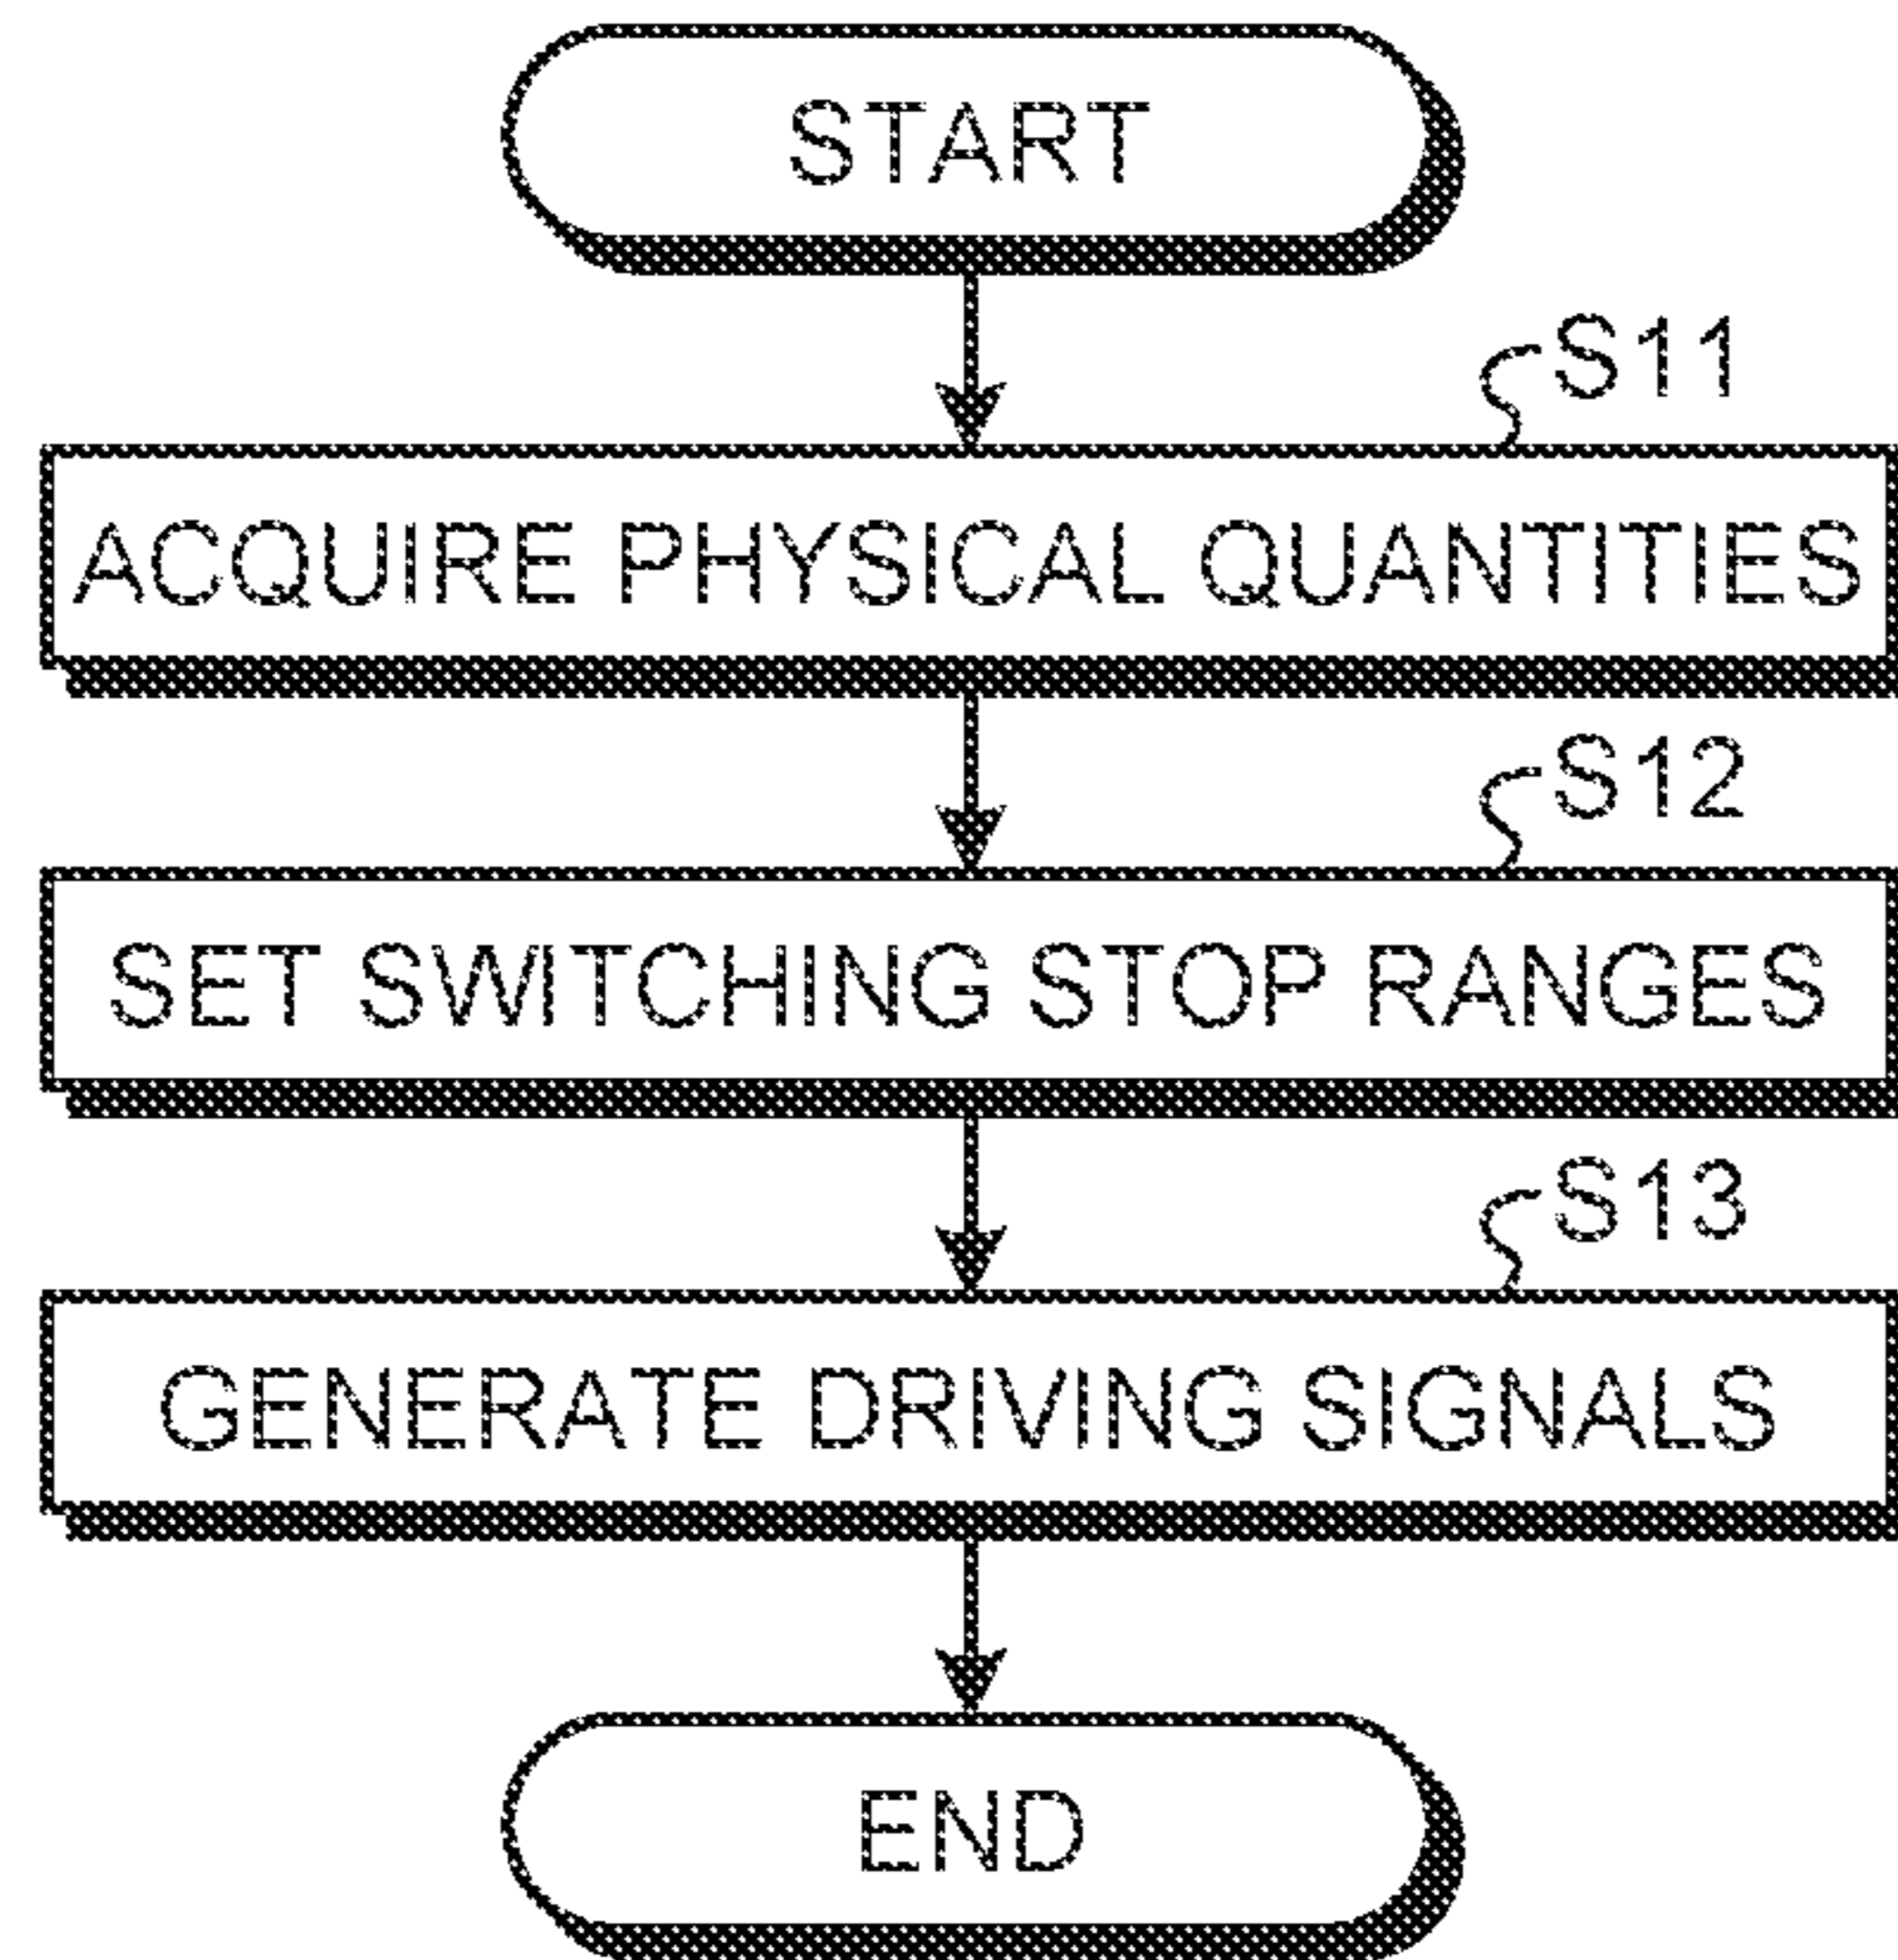 START
S11
ACQUIRE PHYSICAL QUANTITIES
S12
SET SWITCHING STOP RANGES
S13
GENERATE DRIVING SIGNALS
END